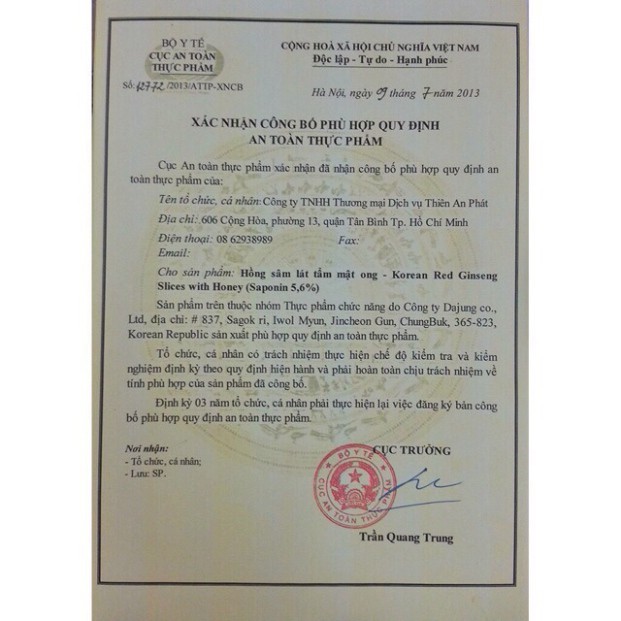 BỘ Y TẾ
CỤC AN TOÀN
THỰC PHẨM
Số: 12772/2013/ATTP-XNCB
CỘNG HOÀ XÃ HỘI CHỦ NGHĨA VIỆT NAM
Độc lập - Tự do - Hạnh phúc
Hà Nội, ngày 09 tháng 7 năm 2013
XÁC NHẬN CÔNG BỐ PHÙ HỢP QUY ĐỊNH
AN TOÀN THỰC PHẨM
Cục An toàn thực phẩm xác nhận đã nhận công bố phù hợp quy định an
toàn thực phẩm của:
Tên tổ chức, cá nhân: Công ty TNHH Thương mại Dịch vụ Thiên An Phát
Địa chỉ: 606 Cộng Hòa, phường 13, quận Tân Bình Tp. Hồ Chí Minh
Điện thoại: 08 62938989 Fax:
Email:
Cho sản phẩm: Hồng sâm lát tẩm mật ong - Korean Red Ginseng
Slices with Honey (Saponin 5,6%)
Sản phẩm trên thuộc nhóm Thực phẩm chức năng do Công ty Dajung co.,
Ltd, địa chỉ: # 837, Sagok ri, Iwol Myun, Jincheon Gun, ChungBuk, 365-823,
Korean Republic sản xuất phù hợp quy định an toàn thực phẩm.
Tổ chức, cá nhân có trách nhiệm thực hiện chế độ kiểm tra và kiểm
nghiệm định kỳ theo quy định hiện hành và phải hoàn toàn chịu trách nhiệm về
tính phù hợp của sản phẩm đã công bố.
Định kỳ 03 năm tổ chức, cá nhân phải thực hiện lại việc đăng ký bản công
bố phù hợp quy định an toàn thực phẩm.
Nơi nhận:
- Tổ chức, cá nhân;
- Lưu: SP.
CỤC TRƯỞNG
BỘ Y TẾ
CỤC AN TOÀN THỰC PHẨM
Trần Quang Trung